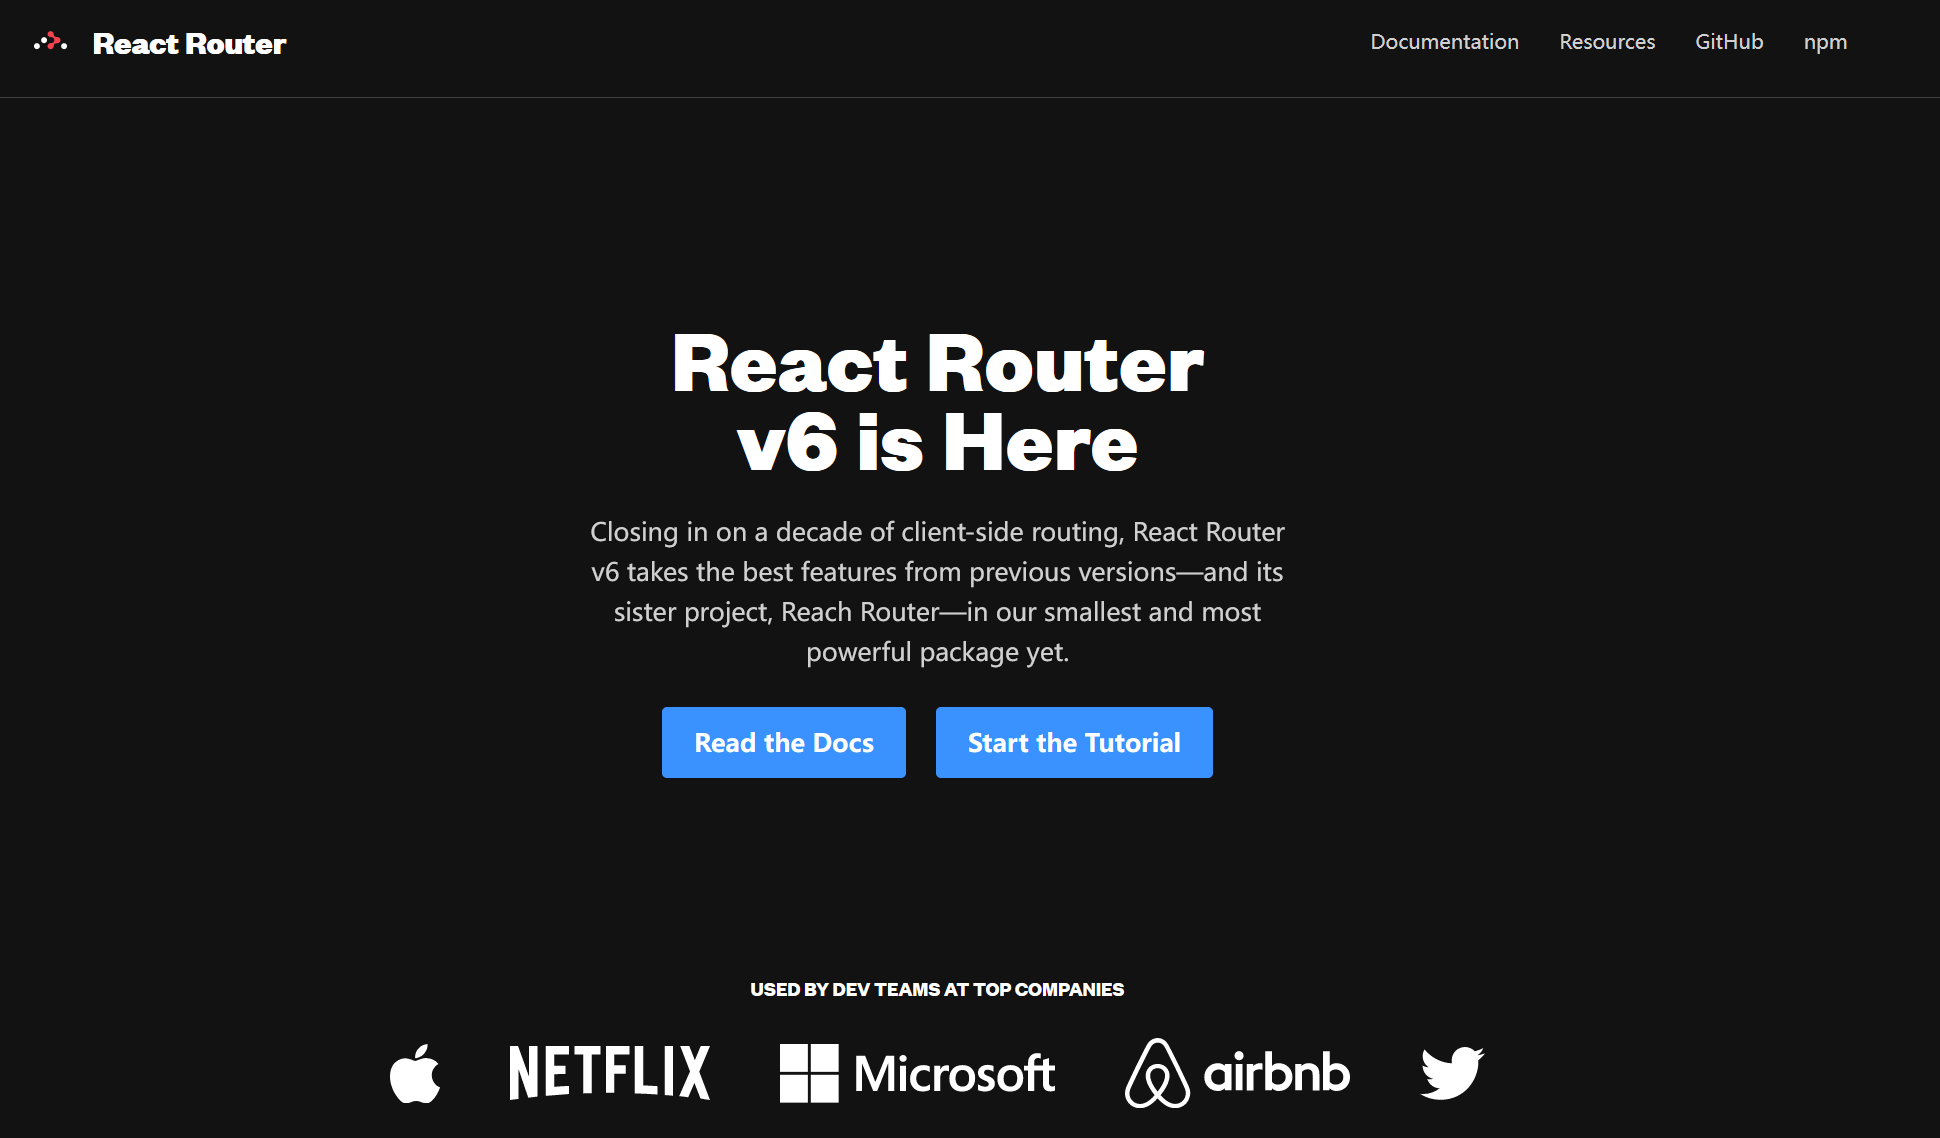 React Router
Documentation Resources GitHub npm
React Router
v6 is Here
Closing in on a decade of client-side routing, React Router
v6 takes the best features from previous versions—and its
sister project, Reach Router—in our smallest and most
powerful package yet.
Read the Docs Start the Tutorial
USED BY DEV TEAMS AT TOP COMPANIES
NETFLIX Microsoft airbnb